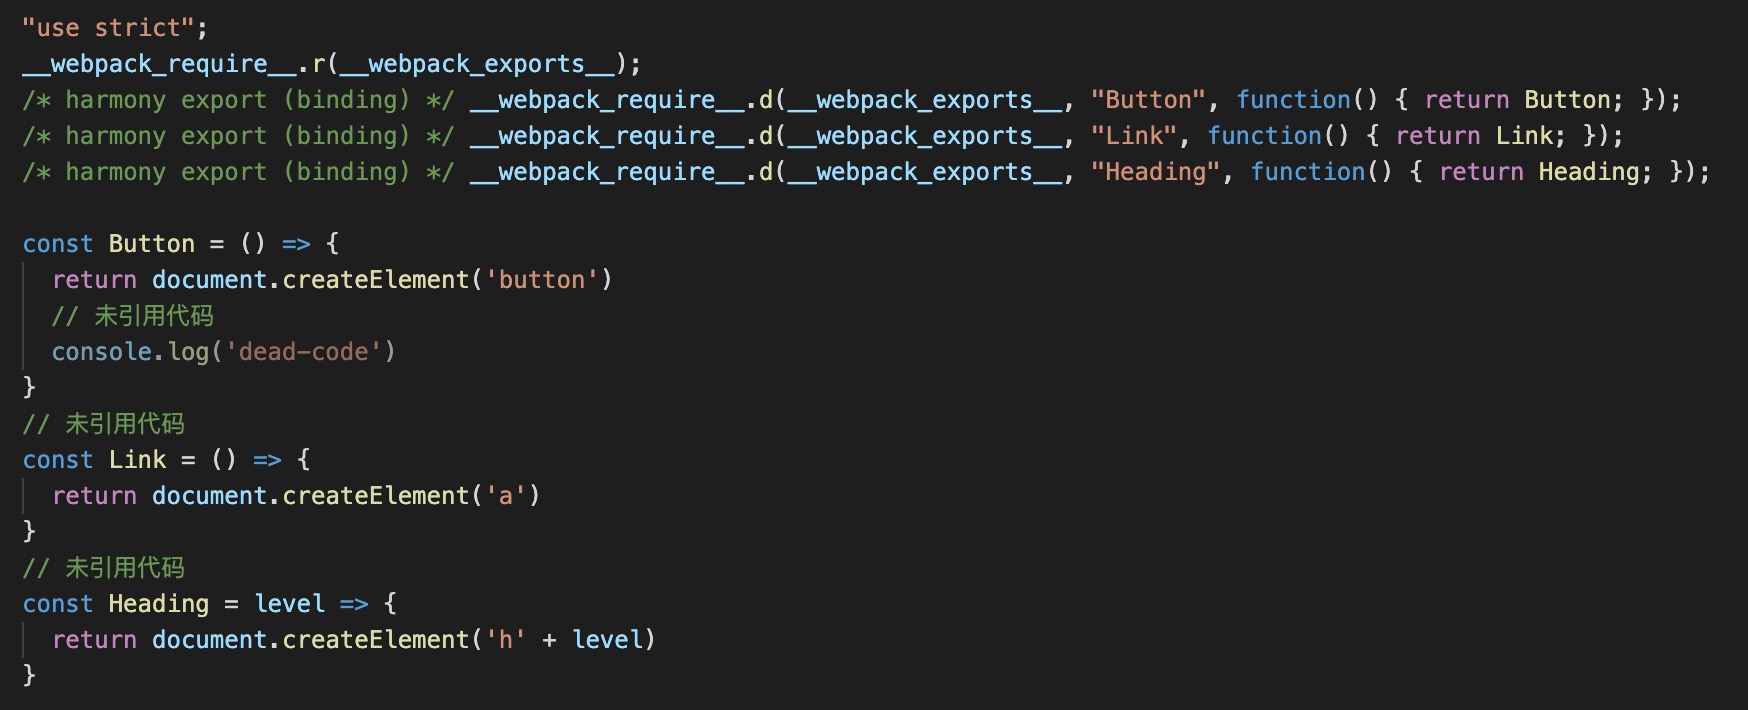 "use strict";
__webpack_require__.r(__webpack_exports__);
/* harmony export (binding) */ __webpack_require__.d(__webpack_exports__, "Button", function() { return Button; });
/* harmony export (binding) */ __webpack_require__.d(__webpack_exports__, "Link", function() { return Link; });
/* harmony export (binding) */ __webpack_require__.d(__webpack_exports__, "Heading", function() { return Heading; });
const Button = () => {
  return document.createElement('button')
  // 未引用代码
  console.log('dead-code')
}
// 未引用代码
const Link = () => {
  return document.createElement('a')
}
// 未引用代码
const Heading = level => {
  return document.createElement('h' + level)
}